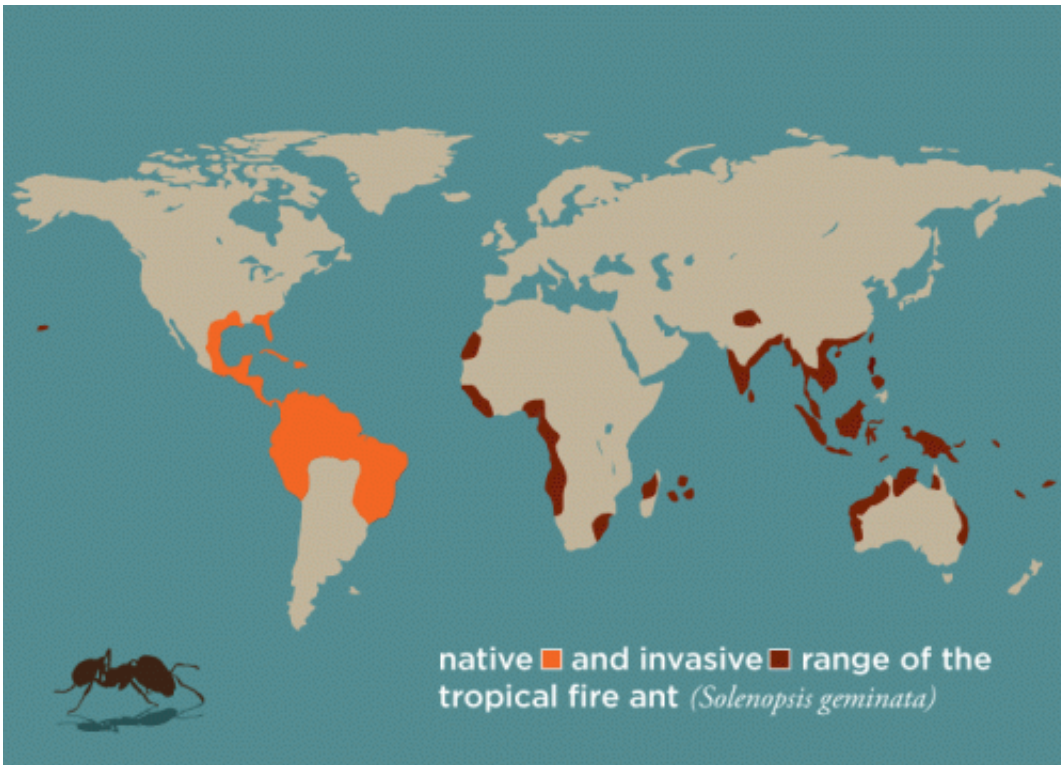 native and invasive range of the
tropical fire ant (Solenopsis geminata)